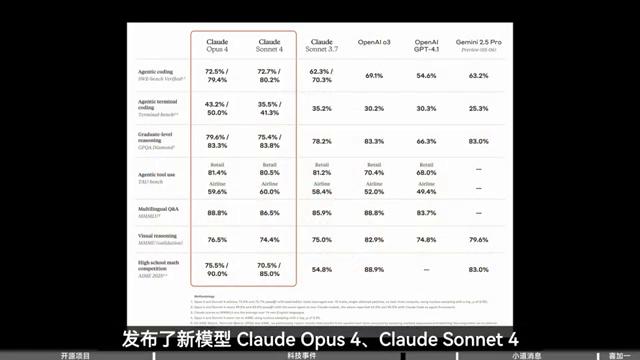 Claude Opus 4
Claude Sonnet 4
Claude Sonnet 3.7
OpenAI o3
OpenAI GPT-4.1
Gemini 2.5 Pro
Agentic coding
SWE-bench Verified
72.5% / 79.4%
72.7% / 80.2%
62.3% / 70.3%
69.1%
54.6%
63.2%
Agentic terminal coding
Terminal-bench
43.2% / 50.0%
35.5% / 41.3%
35.2%
30.2%
30.3%
25.3%
Graduate-level reasoning
GPQA Diamond
79.6% / 83.3%
75.4% / 83.8%
78.2%
83.3%
66.3%
83.0%
Agentic tool use
TAU-bench
Retail 81.4%
Retail 80.5%
Retail 81.2%
Retail 70.4%
Retail 68.0%
—
Airline 59.6%
Airline 60.0%
Airline 58.4%
Airline 52.0%
Airline 49.4%
—
Multilingual Q&A
MMMLU
88.8%
86.5%
85.9%
88.8%
83.7%
—
Visual reasoning
MMMU (validation)
76.5%
74.4%
75.0%
82.9%
74.8%
79.6%
High school math competition
AIME 2025
75.5% / 90.0%
70.5% / 85.0%
54.8%
88.9%
—
83.0%
Methodology
发布了新模型 Claude Opus 4、Claude Sonnet 4
开源项目
科技事件
小道消息
喜加一